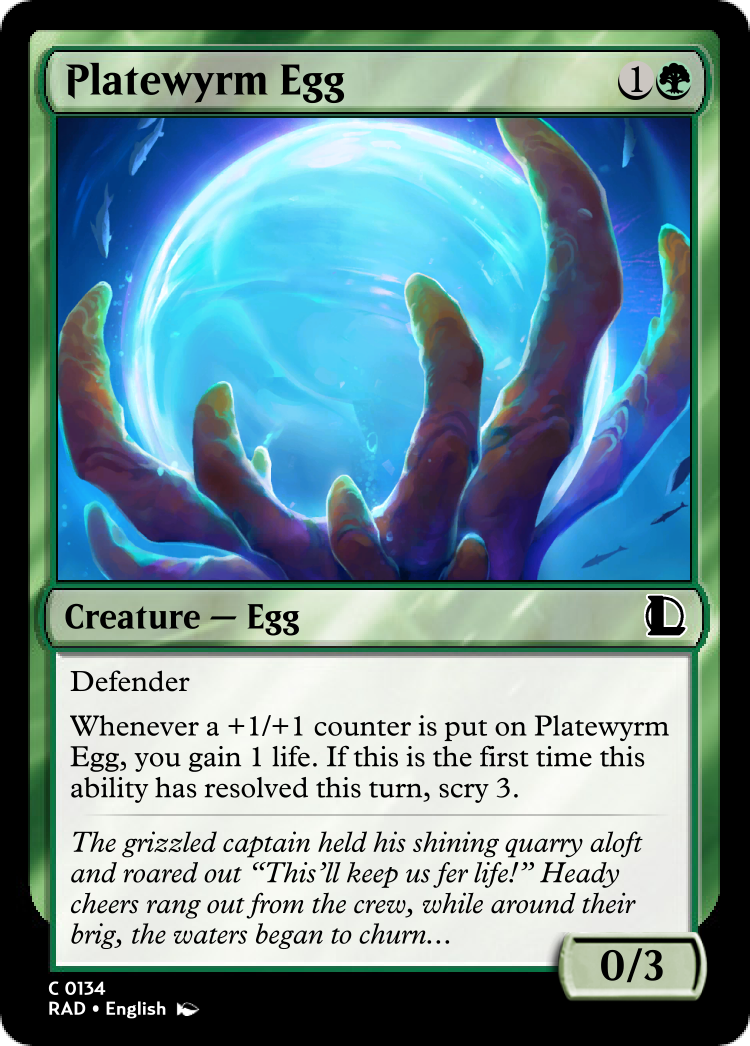 Platewyrm Egg 1
Creature — Egg L
Defender
Whenever a +1/+1 counter is put on Platewyrm
Egg, you gain 1 life. If this is the first time this
ability has resolved this turn, scry 3.
The grizzled captain held his shining quarry aloft
and roared out “This’ll keep us fer life!” Heady
cheers rang out from the crew, while around their
brig, the waters began to churn…
0/3
C 0134
RAD • English